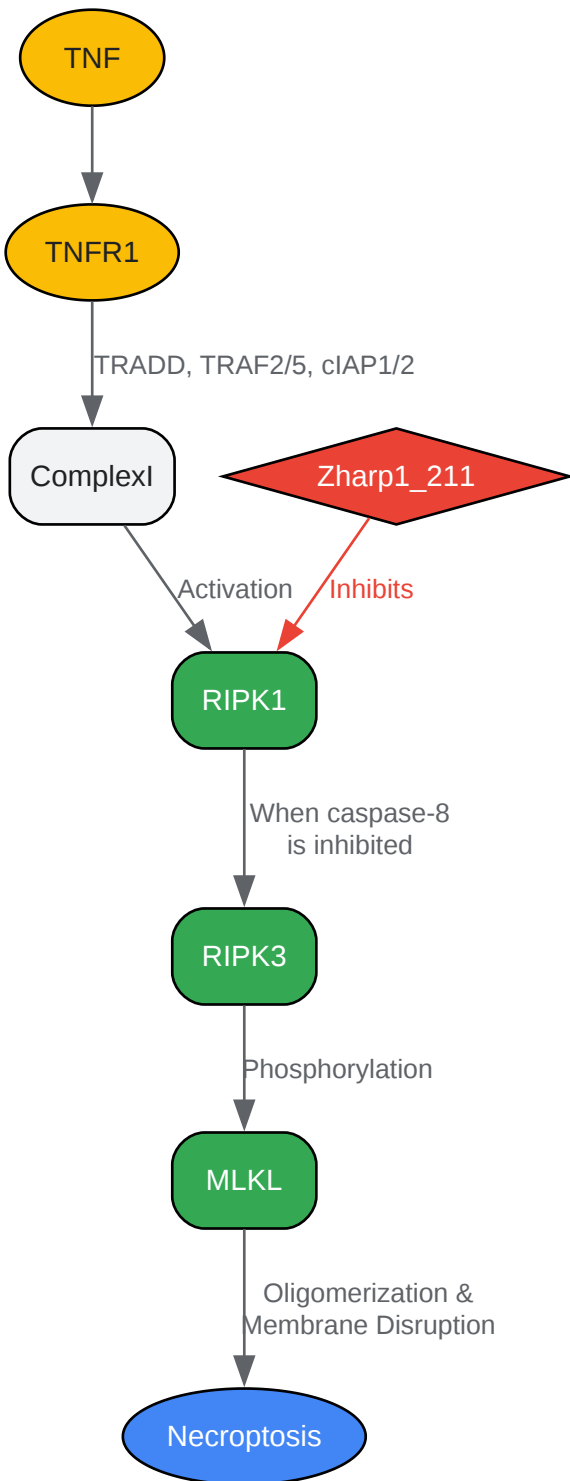 TNF
TNFR1
TRADD, TRAF2/5, cIAP1/2
ComplexI
Zharp1_211
Activation
Inhibits
RIPK1
When caspase-8
is inhibited
RIPK3
Phosphorylation
MLKL
Oligomerization &
Membrane Disruption
Necroptosis